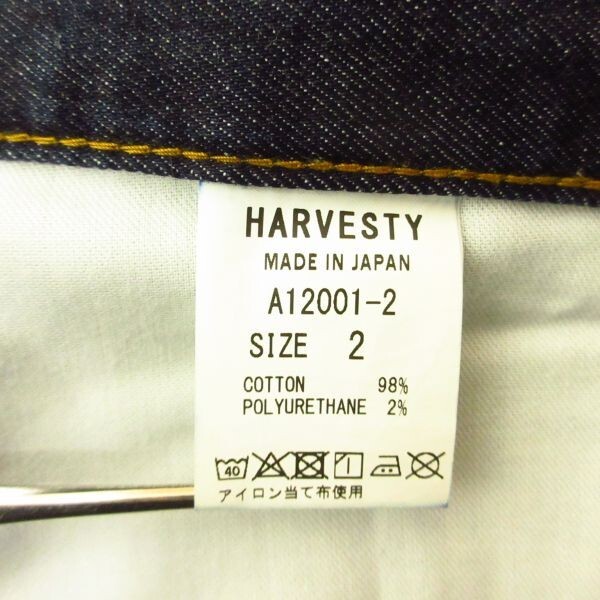 HARVESTY
MADE IN JAPAN
A12001-2
SIZE 2
COTTON 98%
POLYURETHANE 2%
40
アイロン当て布使用